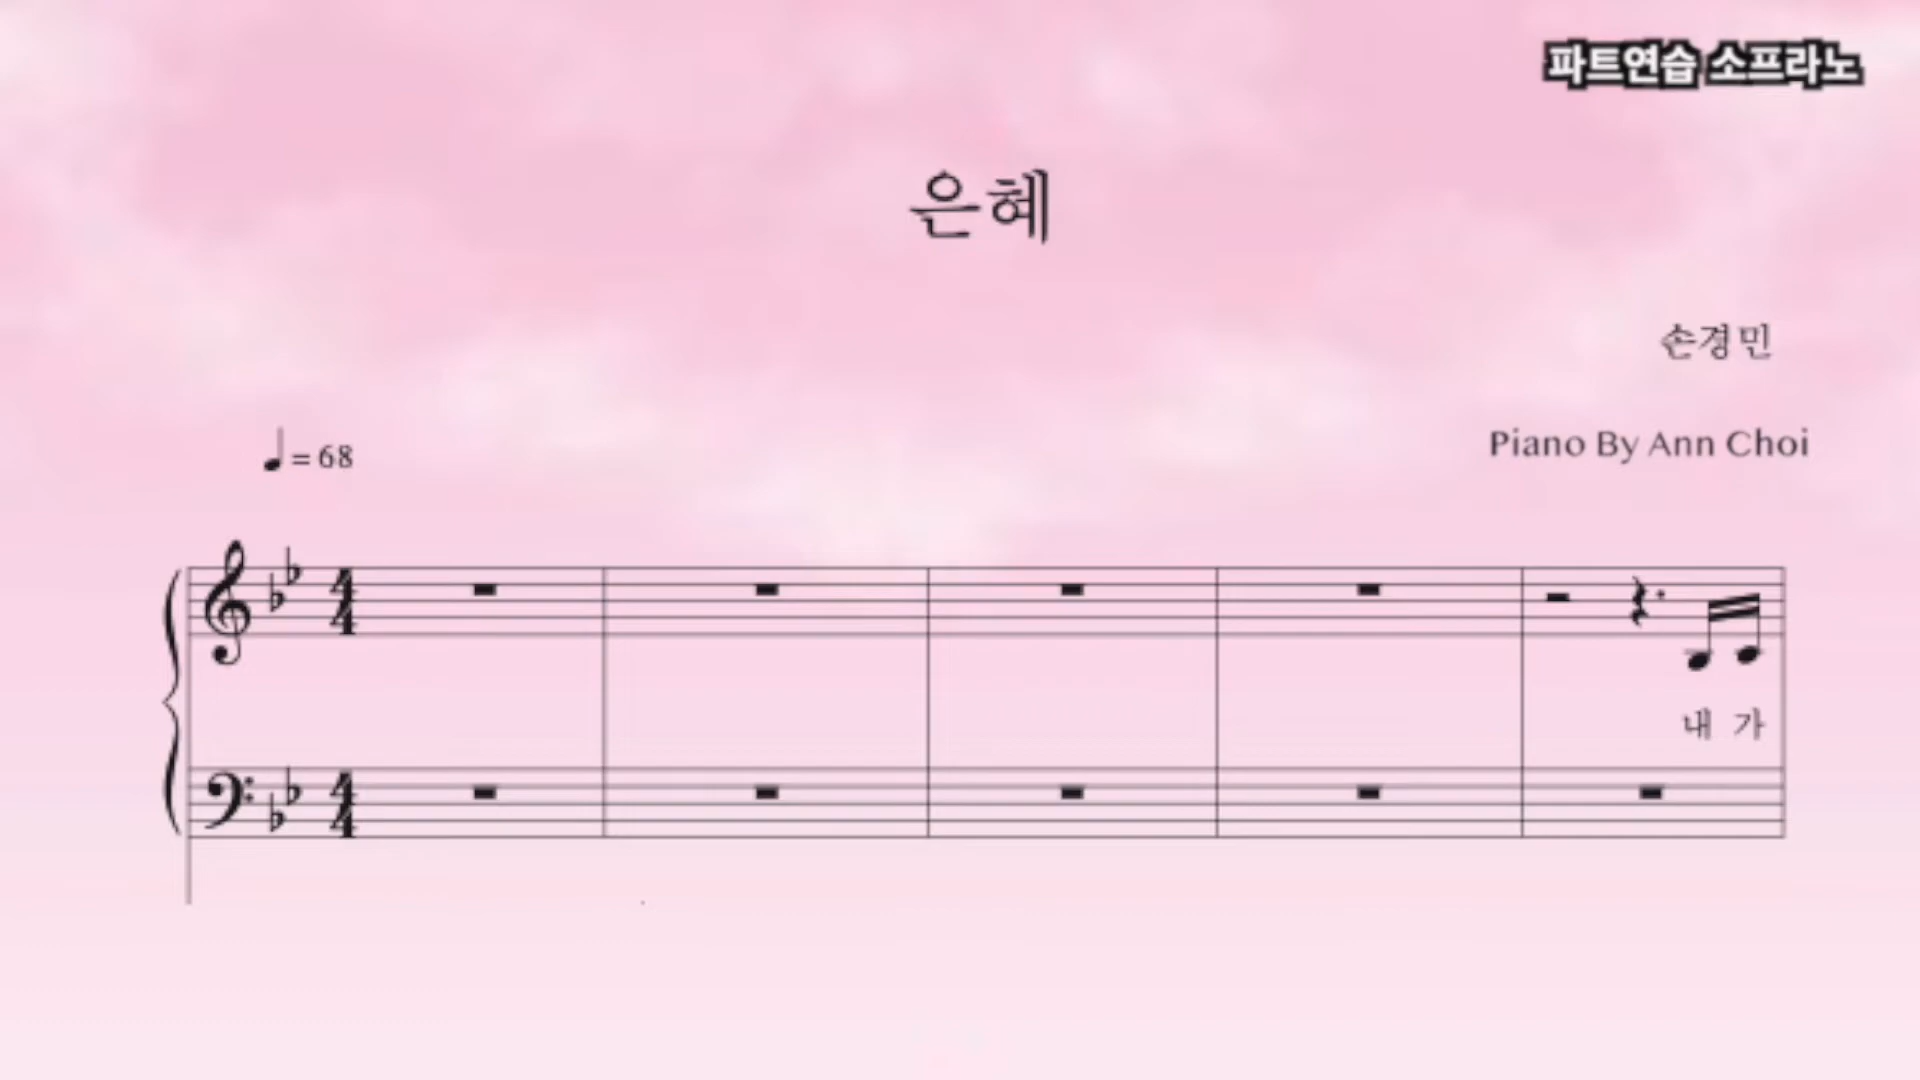 파트연습 소프라노
은혜
손경민
♩ = 68
Piano By Ann Choi
내 가